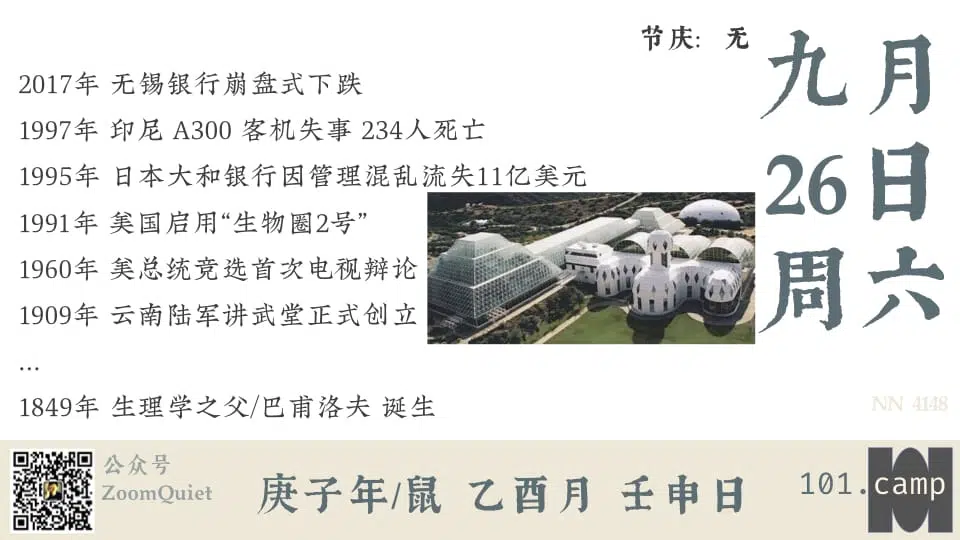 节庆： 无
九月
26日
周六
2017年 无锡银行崩盘式下跌
1997年 印尼 A300 客机失事 234人死亡
1995年 日本大和银行因管理混乱流失11亿美元
1991年 美国启用“生物圈2号”
1960年 美总统竞选首次电视辩论
1909年 云南陆军讲武堂正式创立
...
1849年 生理学之父/巴甫洛夫 诞生
NN 4148
公众号
ZoomQuiet
庚子年/鼠 乙酉月 壬申日
101.camp